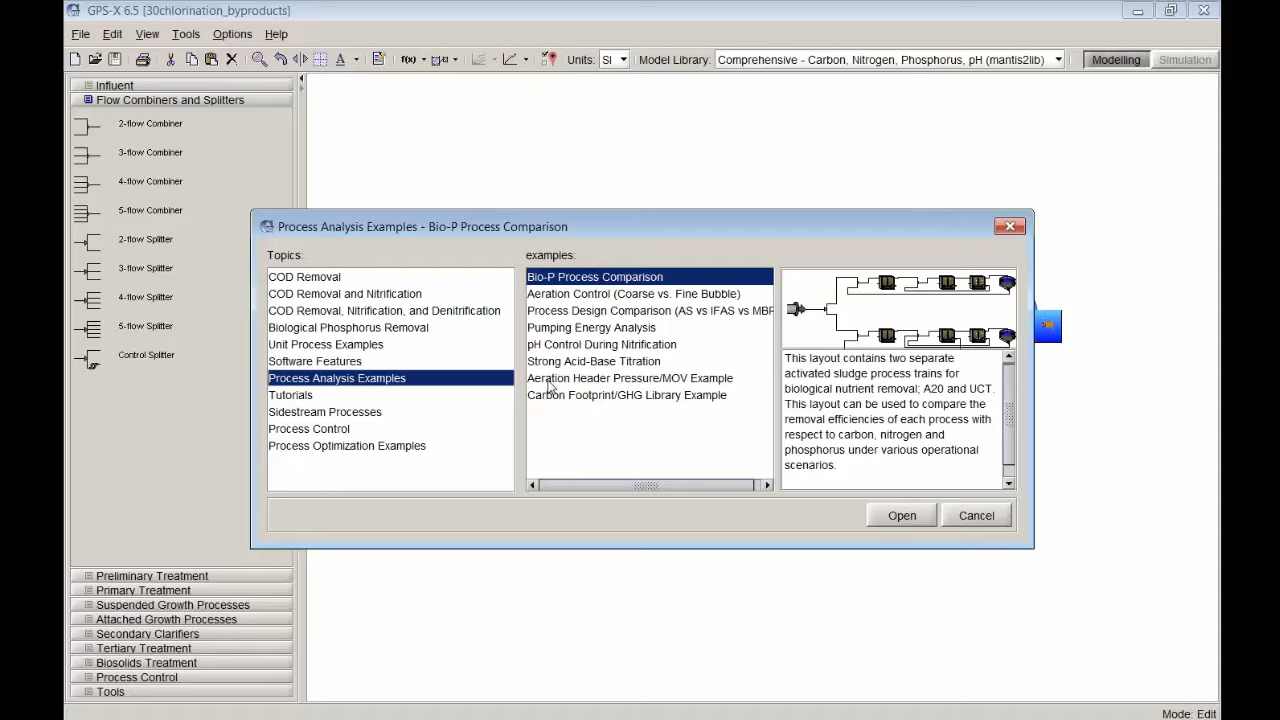 GPS-X 6.5 [30chlorination_byproducts]
File Edit View Tools Options Help
f(x) Units: SI Model Library: Comprehensive - Carbon, Nitrogen, Phosphorus, pH (mantis2lib) Modelling Simulation
Influent
Flow Combiners and Splitters
2-flow Combiner
3-flow Combiner
4-flow Combiner
5-flow Combiner
2-flow Splitter
3-flow Splitter
4-flow Splitter
5-flow Splitter
Control Splitter
Preliminary Treatment
Primary Treatment
Suspended Growth Processes
Attached Growth Processes
Secondary Clarifiers
Tertiary Treatment
Biosolids Treatment
Process Control
Tools
Process Analysis Examples - Bio-P Process Comparison
Topics:
COD Removal
COD Removal and Nitrification
COD Removal, Nitrification, and Denitrification
Biological Phosphorus Removal
Unit Process Examples
Software Features
Process Analysis Examples
Tutorials
Sidestream Processes
Process Control
Process Optimization Examples
examples:
Bio-P Process Comparison
Aeration Control (Coarse vs. Fine Bubble)
Process Design Comparison (AS vs IFAS vs MBR
Pumping Energy Analysis
pH Control During Nitrification
Strong Acid-Base Titration
Aeration Header Pressure/MOV Example
Carbon Footprint/GHG Library Example
This layout contains two separate
activated sludge process trains for
biological nutrient removal; A20 and UCT.
This layout can be used to compare the
removal efficiencies of each process with
respect to carbon, nitrogen and
phosphorus under various operational
scenarios.
Open Cancel
Mode: Edit